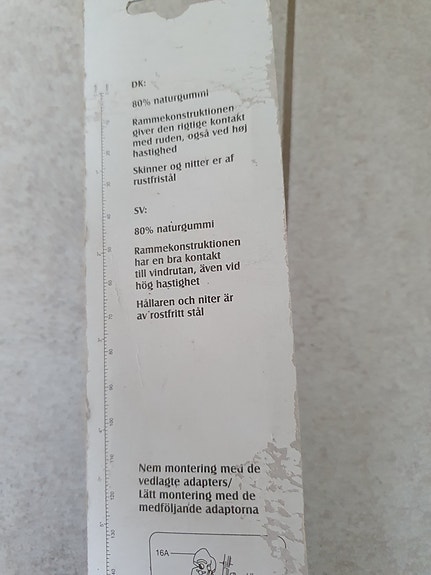 DK:
80% naturgummi
Rammekonstruktionen
giver den rigtige kontakt
med ruden, også ved høj
hastighed
Skinner og nitter er af
rustfristål
SV:
80% naturgummi
Rammekonstruktionen
har en bra kontakt
till vindrutan, även vid
hög hastighet
Hållaren och niter är
av rostfritt stål
Nem montering med de
vedlagte adapters/
Lätt montering med de
medföljande adaptorna
16A